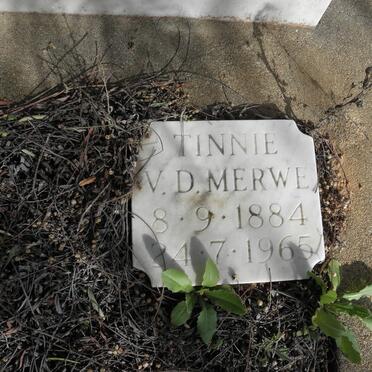 TINNIE
V. D. MERWE
8 · 9 · 1884
24 · 7 · 1965